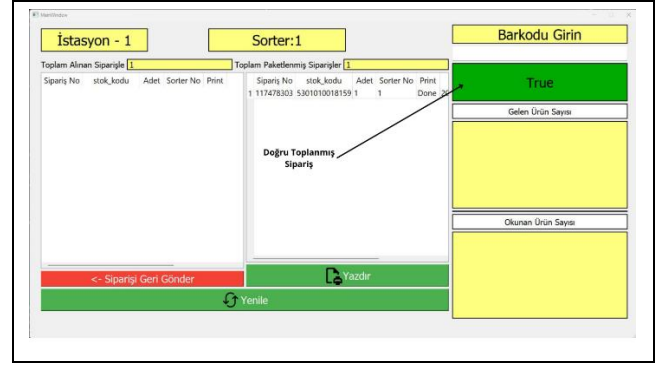 MainWindow
İstasyon - 1
Sorter:1
Barkodu Girin
Toplam Alınan Siparişle 1
Toplam Paketlenmiş Siparişler 1
Sipariş No stok_kodu Adet Sorter No Print
Sipariş No stok_kodu Adet Sorter No Print
1 117478303 5301010018159 1 1 Done 20
True
Gelen Ürün Sayısı
Doğru Toplanmış
Sipariş
Okunan Ürün Sayısı
<- Siparişi Geri Gönder
Yazdır
Yenile